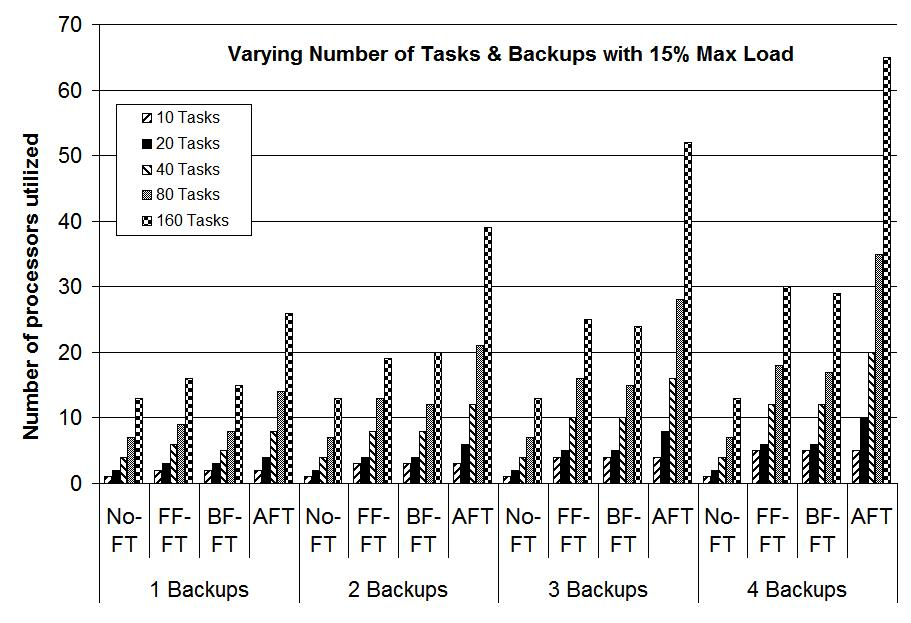 Varying Number of Tasks & Backups with 15% Max Load
Number of processors utilized
70
60
50
40
30
20
10
0
10 Tasks
20 Tasks
40 Tasks
80 Tasks
160 Tasks
No- FF- BF- AFT No- FF- BF- AFT No- FF- BF- AFT No- FF- BF- AFT
FT FT FT FT FT FT FT FT FT FT FT FT
1 Backups 2 Backups 3 Backups 4 Backups